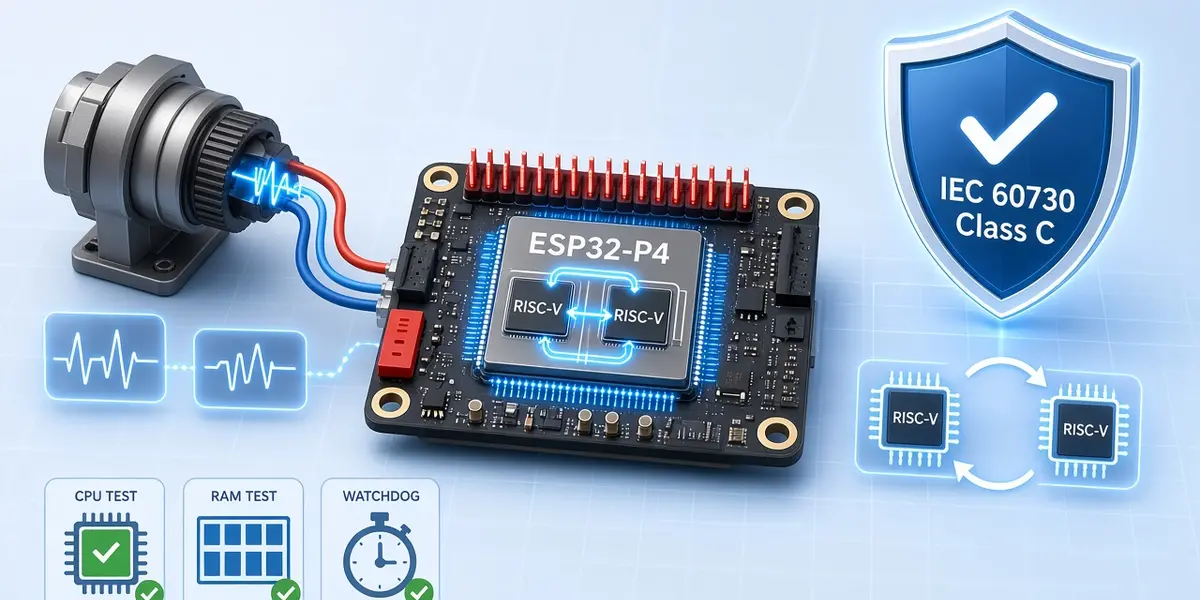 ESP32-P4
RISC-V
RISC-V
IEC 60730
Class C
RISC-V
RISC-V
CPU TEST
RAM TEST
WATCHDOG